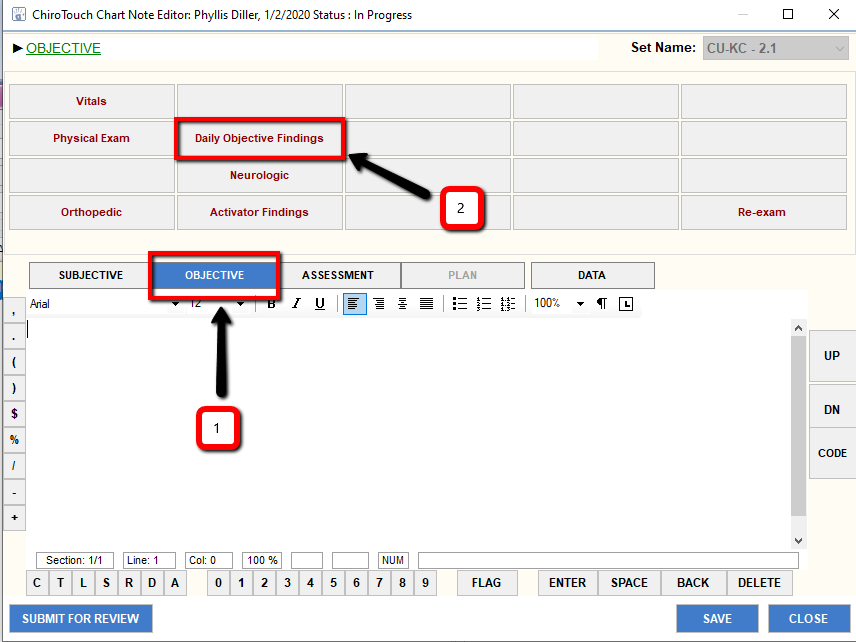 ChiroTouch Chart Note Editor: Phyllis Diller, 1/2/2020 Status : In Progress
OBJECTIVE
Set Name: CU-KC - 2.1
Vitals
Physical Exam Daily Objective Findings
Neurologic
2
Orthopedic Activator Findings Re-exam
SUBJECTIVE OBJECTIVE ASSESSMENT PLAN DATA
Arial 12 B I U 100% ¶ L
,
.
(
)
$
%
/
-
+
1
UP
DN
CODE
Section: 1/1 Line: 1 Col: 0 100 % NUM
C T L S R D A 0 1 2 3 4 5 6 7 8 9 FLAG ENTER SPACE BACK DELETE
SUBMIT FOR REVIEW SAVE CLOSE